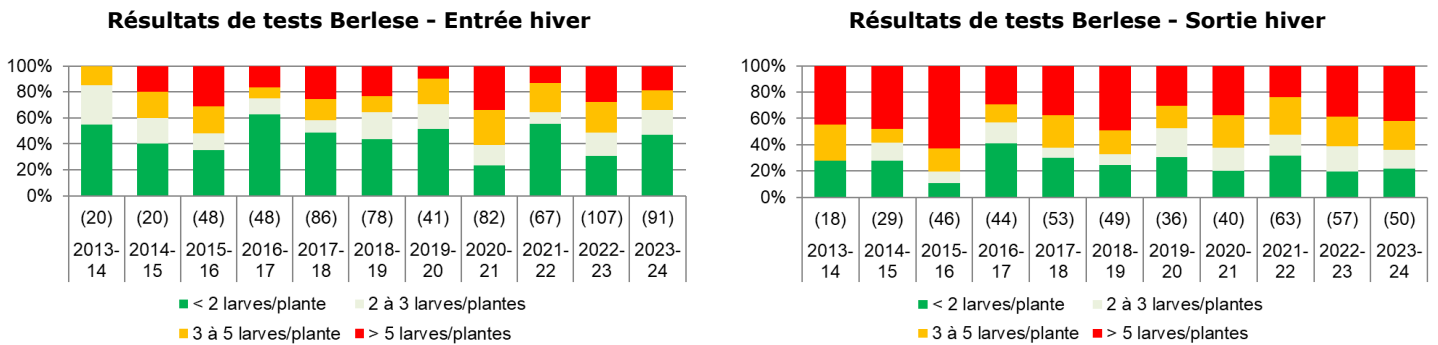 Résultats de tests Berlese - Entrée hiver
100%
80%
60%
40%
20%
0%
(20) (20) (48) (48) (86) (78) (41) (82) (67) (107) (91)
2013- 2014- 2015- 2016- 2017- 2018- 2019- 2020- 2021- 2022- 2023-
14 15 16 17 18 19 20 21 22 23 24
< 2 larves/plante 2 à 3 larves/plantes
3 à 5 larves/plante > 5 larves/plantes
Résultats de tests Berlese - Sortie hiver
100%
80%
60%
40%
20%
0%
(18) (29) (46) (44) (53) (49) (36) (40) (63) (57) (50)
2013- 2014- 2015- 2016- 2017- 2018- 2019- 2020- 2021- 2022- 2023-
14 15 16 17 18 19 20 21 22 23 24
< 2 larves/plante 2 à 3 larves/plantes
3 à 5 larves/plante > 5 larves/plantes